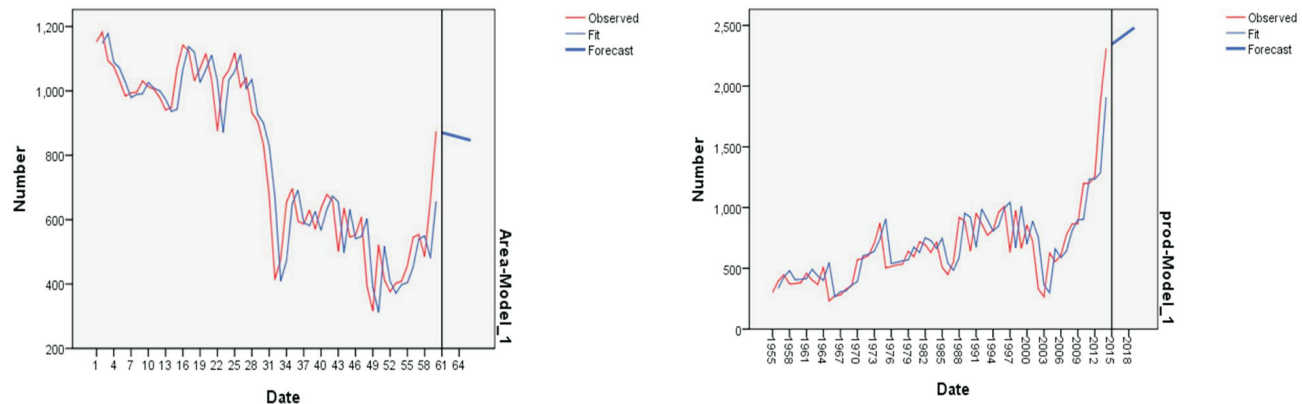 1,200
1,000
800
600
400
200
Number
1 4 7 10 13 16 19 22 25 28 31 34 37 40 43 46 49 52 55 58 61 64
Date
Area-Model_1
Observed
Fit
Forecast
2,500
2,000
1,500
1,000
500
0
Number
1955 1958 1961 1964 1967 1970 1973 1976 1979 1982 1985 1988 1991 1994 1997 2000 2003 2006 2009 2012 2015 2018
Date
prod-Model_1
Observed
Fit
Forecast